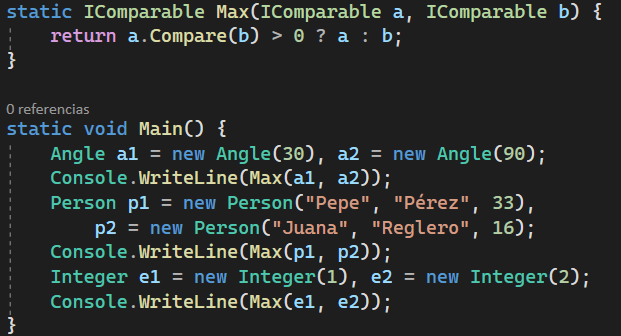 static IComparable Max(IComparable a, IComparable b) {
    return a.Compare(b) > 0 ? a : b;
}
0 referencias
static void Main() {
    Angle a1 = new Angle(30), a2 = new Angle(90);
    Console.WriteLine(Max(a1, a2));
    Person p1 = new Person("Pepe", "Pérez", 33),
        p2 = new Person("Juana", "Reglero", 16);
    Console.WriteLine(Max(p1, p2));
    Integer e1 = new Integer(1), e2 = new Integer(2);
    Console.WriteLine(Max(e1, e2));
}